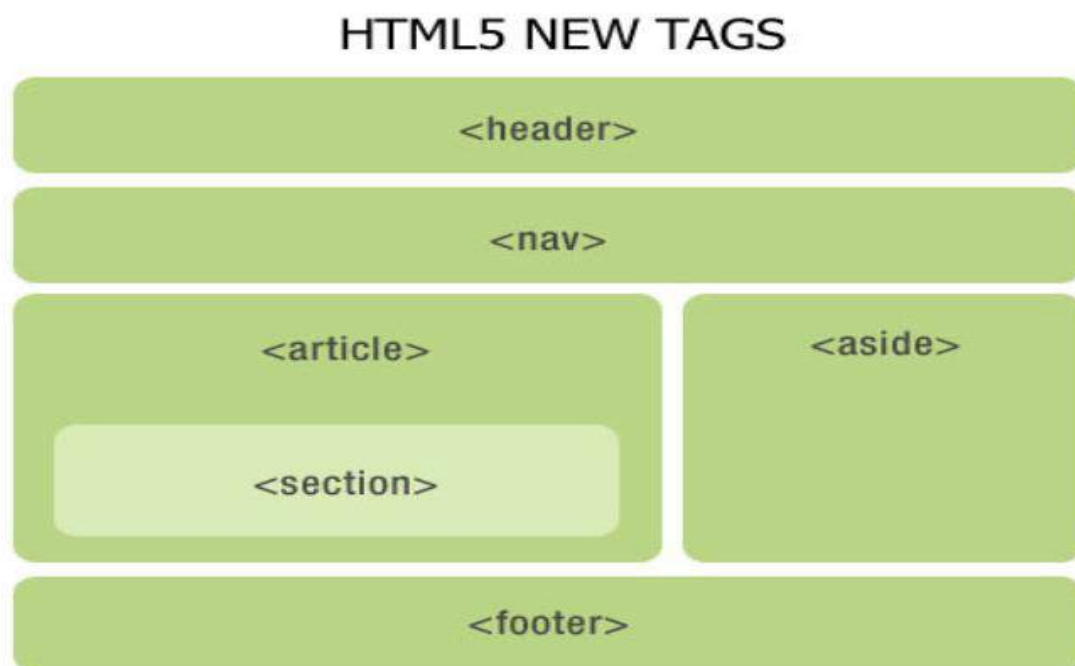 HTML5 NEW TAGS
<header>
<nav>
<article>
<aside>
<section>
<footer>